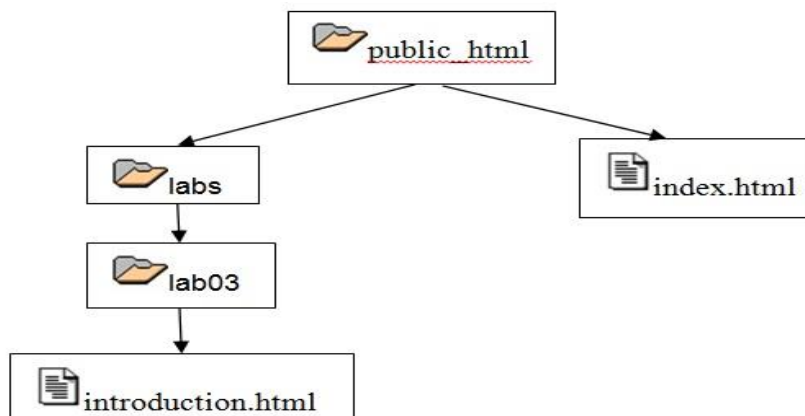 public_html
labs
index.html
lab03
introduction.html